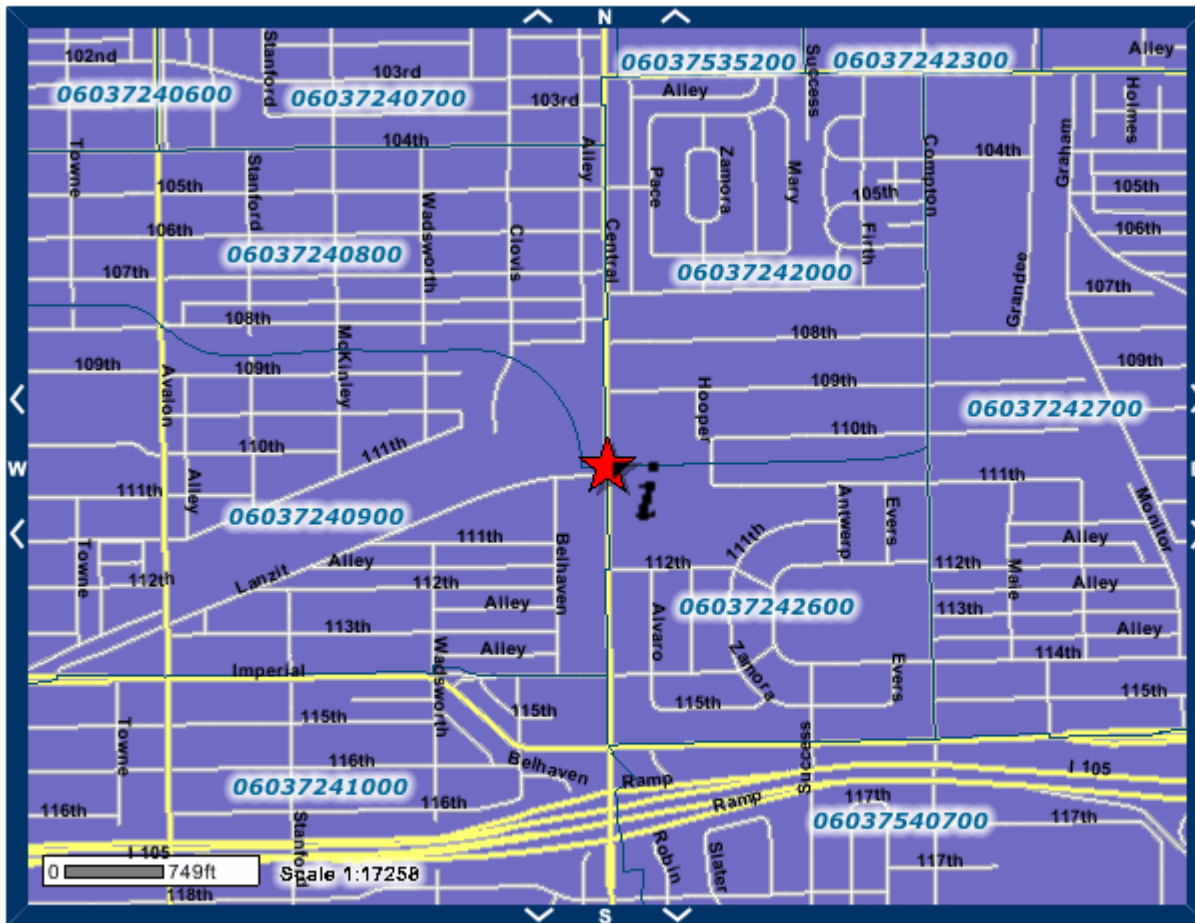 N
102nd
Stanford
103rd
06037535200
Success
06037242300
Alley
06037240600
06037240700
103rd
Alley
Holmes
Towne
104th
Alley
Stanford
105th
Wadsworth
Clovis
Pace
Zamora
Mary
104th
Compton
Graham
105th
105th
106th
Central
Firth
106th
06037240800
107th
06037242000
Grandee
107th
108th
McKinley
108th
109th
Avalon
109th
Hooper
109th
109th
06037242700
110th
111th
110th
W
111th
Alley
111th
06037240900
Antwerp
Evers
Monitor
Towne
111th
Belhaven
111th
Alley
112th
Lanzit
Alley
112th
112th
112th
Maie
Alley
Alley
Alvaro
06037242600
113th
113th
Alley
Alley
Wadsworth
Zamora
114th
Imperial
Evers
115th
115th
115th
115th
Towne
Success
116th
Belhaven
Ramp
I 105
06037241000
Ramp
117th
116th
116th
06037540700
117th
Stanford
Robin
Slater
I 105
117th
0
749ft
Scale 1:17258
118th
S